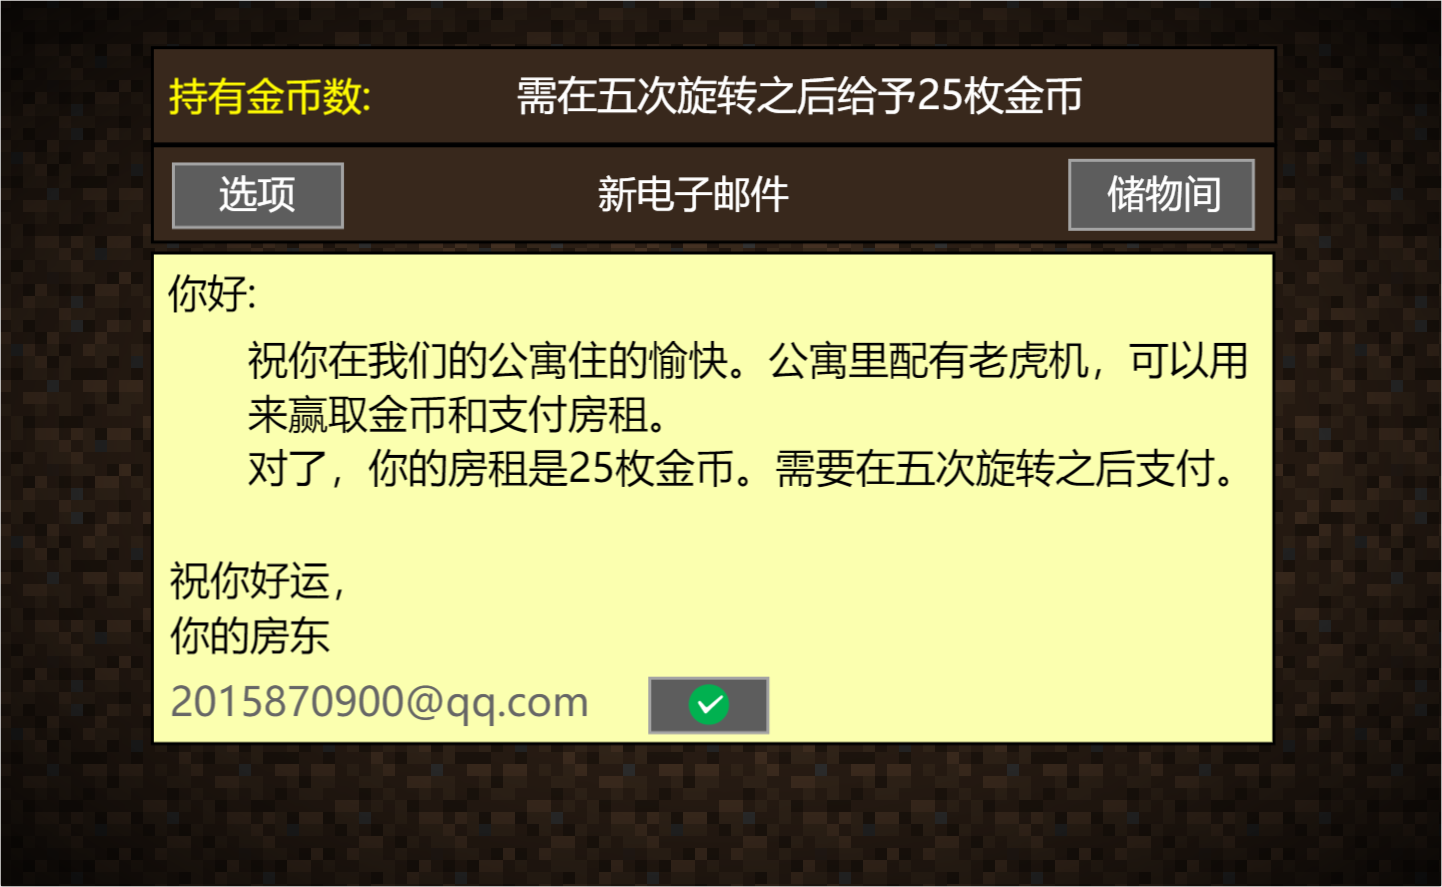 持有金币数:
需在五次旋转之后给予25枚金币
选项
新电子邮件
储物间
你好:
祝你在我们的公寓住的愉快。公寓里配有老虎机，可以用
来赢取金币和支付房租。
对了，你的房租是25枚金币。需要在五次旋转之后支付。
祝你好运，
你的房东
2015870900@qq.com